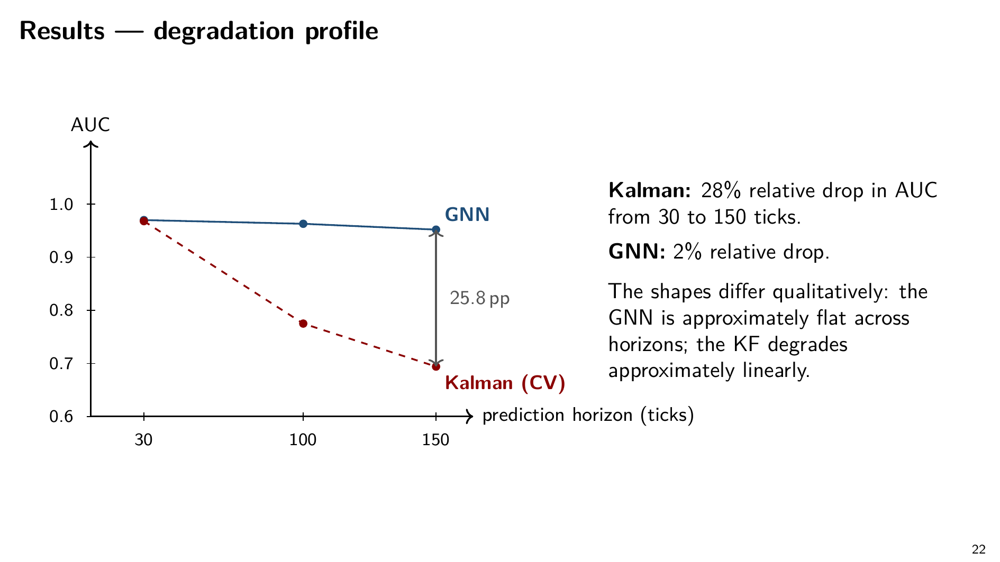 Results — degradation profile
AUC
1.0
0.9
0.8
0.7
0.6
30
100
150
prediction horizon (ticks)
GNN
25.8 pp
Kalman (CV)
Kalman: 28% relative drop in AUC
from 30 to 150 ticks.
GNN: 2% relative drop.
The shapes differ qualitatively: the
GNN is approximately flat across
horizons; the KF degrades
approximately linearly.
22